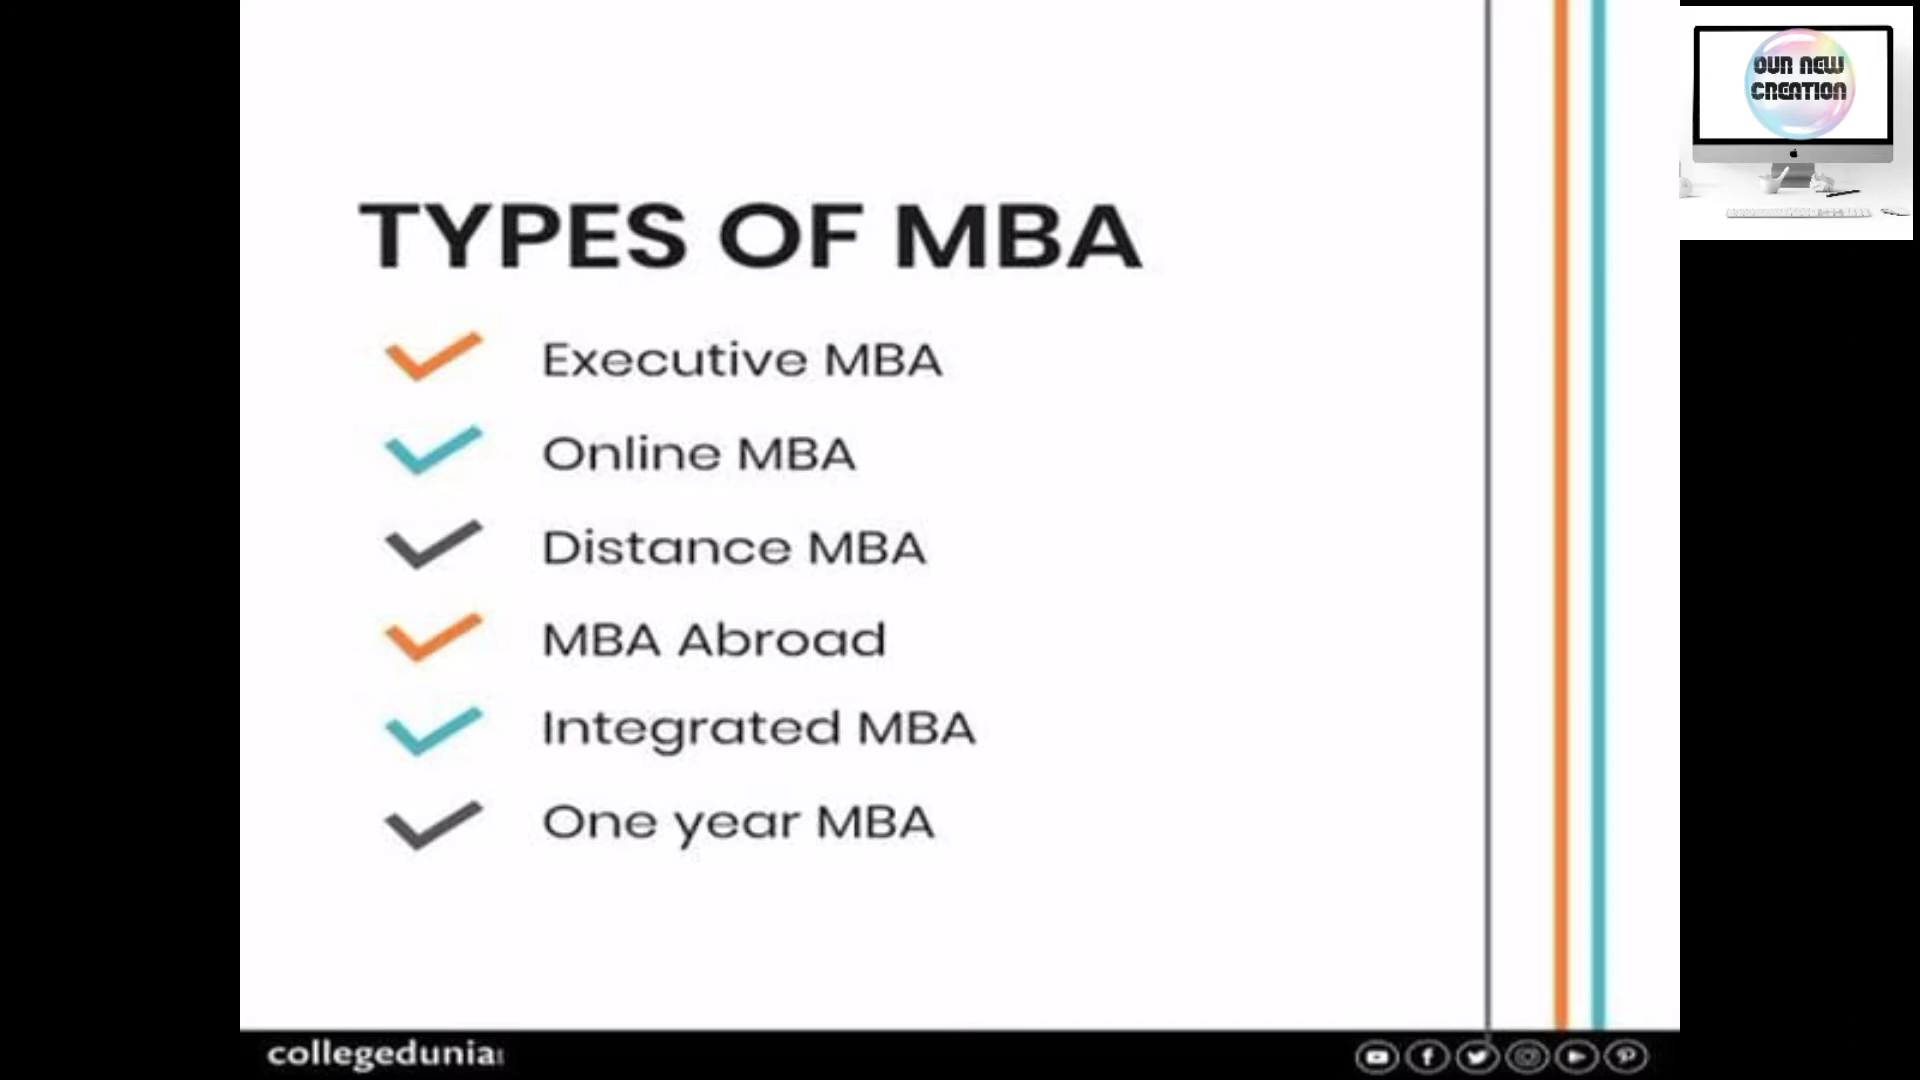 OUR NEW
CREATION
TYPES OF MBA
Executive MBA
Online MBA
Distance MBA
MBA Abroad
Integrated MBA
One year MBA
collegedunia